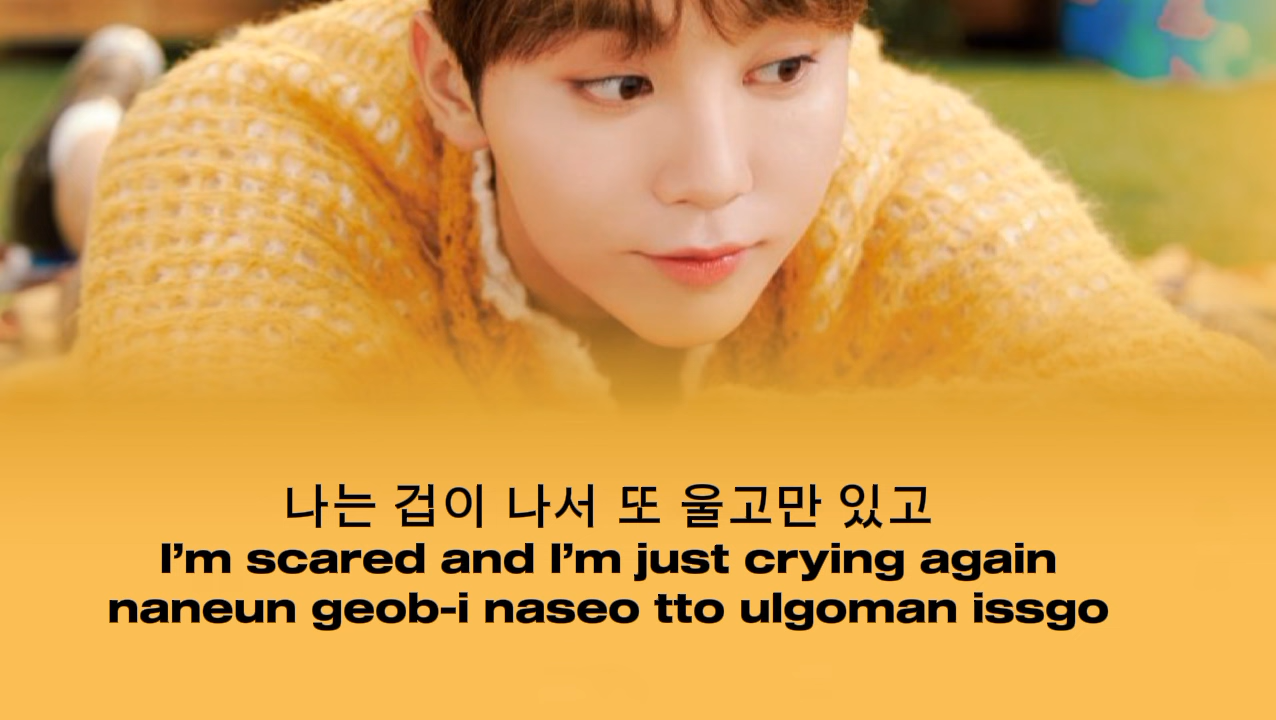 나는 겁이 나서 또 울고만 있고
I’m scared and I’m just crying again
naneun geob-i naseo tto ulgoman issgo